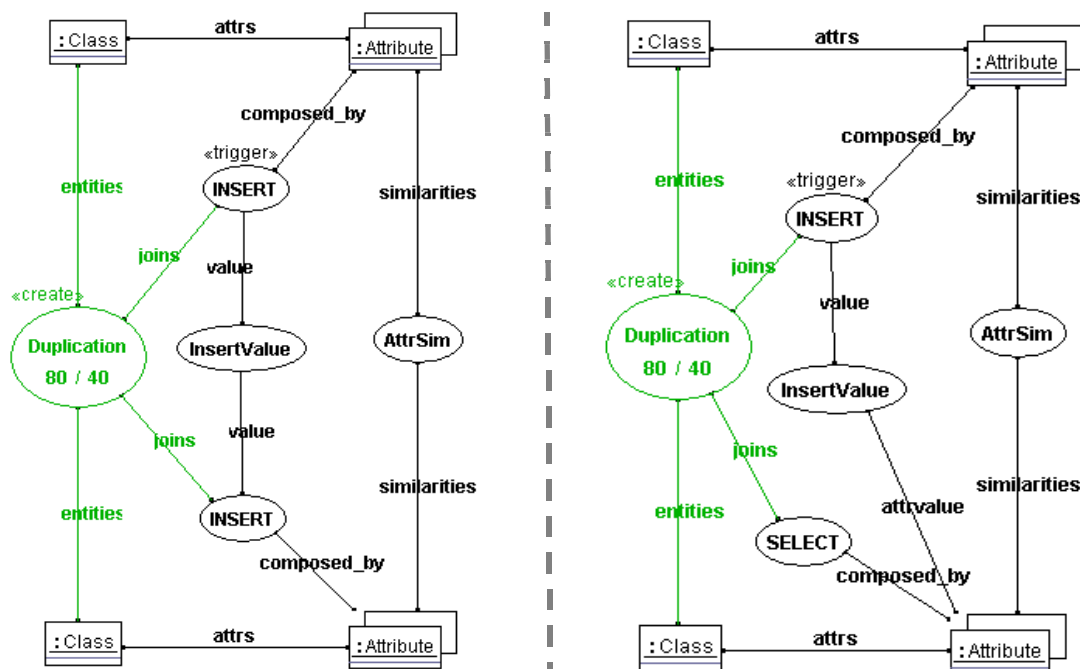 :Class
attrs
:Attribute
composed_by
«trigger»
INSERT
entities
similarities
joins
value
«create»
Duplication
80 / 40
InsertValue
AttrSim
joins
value
entities
similarities
INSERT
composed_by
:Class
attrs
:Attribute
:Class
attrs
:Attribute
composed_by
«trigger»
INSERT
entities
similarities
joins
value
«create»
Duplication
80 / 40
AttrSim
InsertValue
joins
entities
similarities
attrvalue
SELECT
composed_by
:Class
attrs
:Attribute